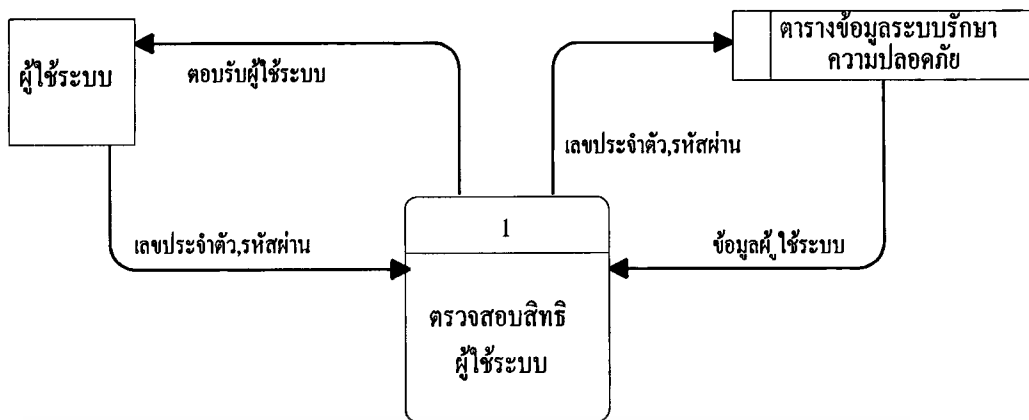 ผู้ใช้ระบบ
ตอบรับผู้ใช้ระบบ
ตารางข้อมูลระบบรักษา
ความปลอดภัย
เลขประจำตัว,รหัสผ่าน
เลขประจำตัว,รหัสผ่าน
1
ข้อมูลผู้ใช้ระบบ
ตรวจสอบสิทธิ
ผู้ใช้ระบบ